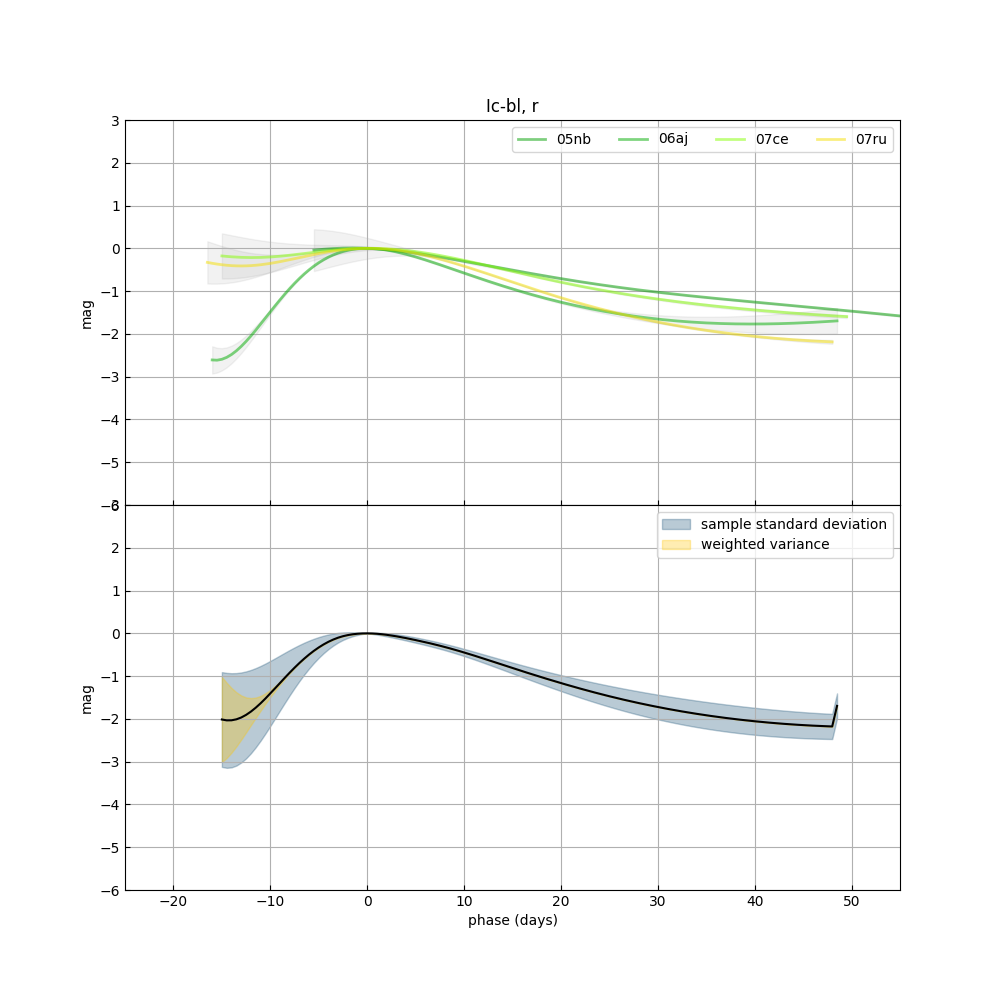 Ic-bl, r
05nb 06aj 07ce 07ru
3
2
1
0
−1
−2
−3
−4
−5
−6
mag
sample standard deviation
weighted variance
3
2
1
0
−1
−2
−3
−4
−5
−6
mag
−20 −10 0 10 20 30 40 50
phase (days)